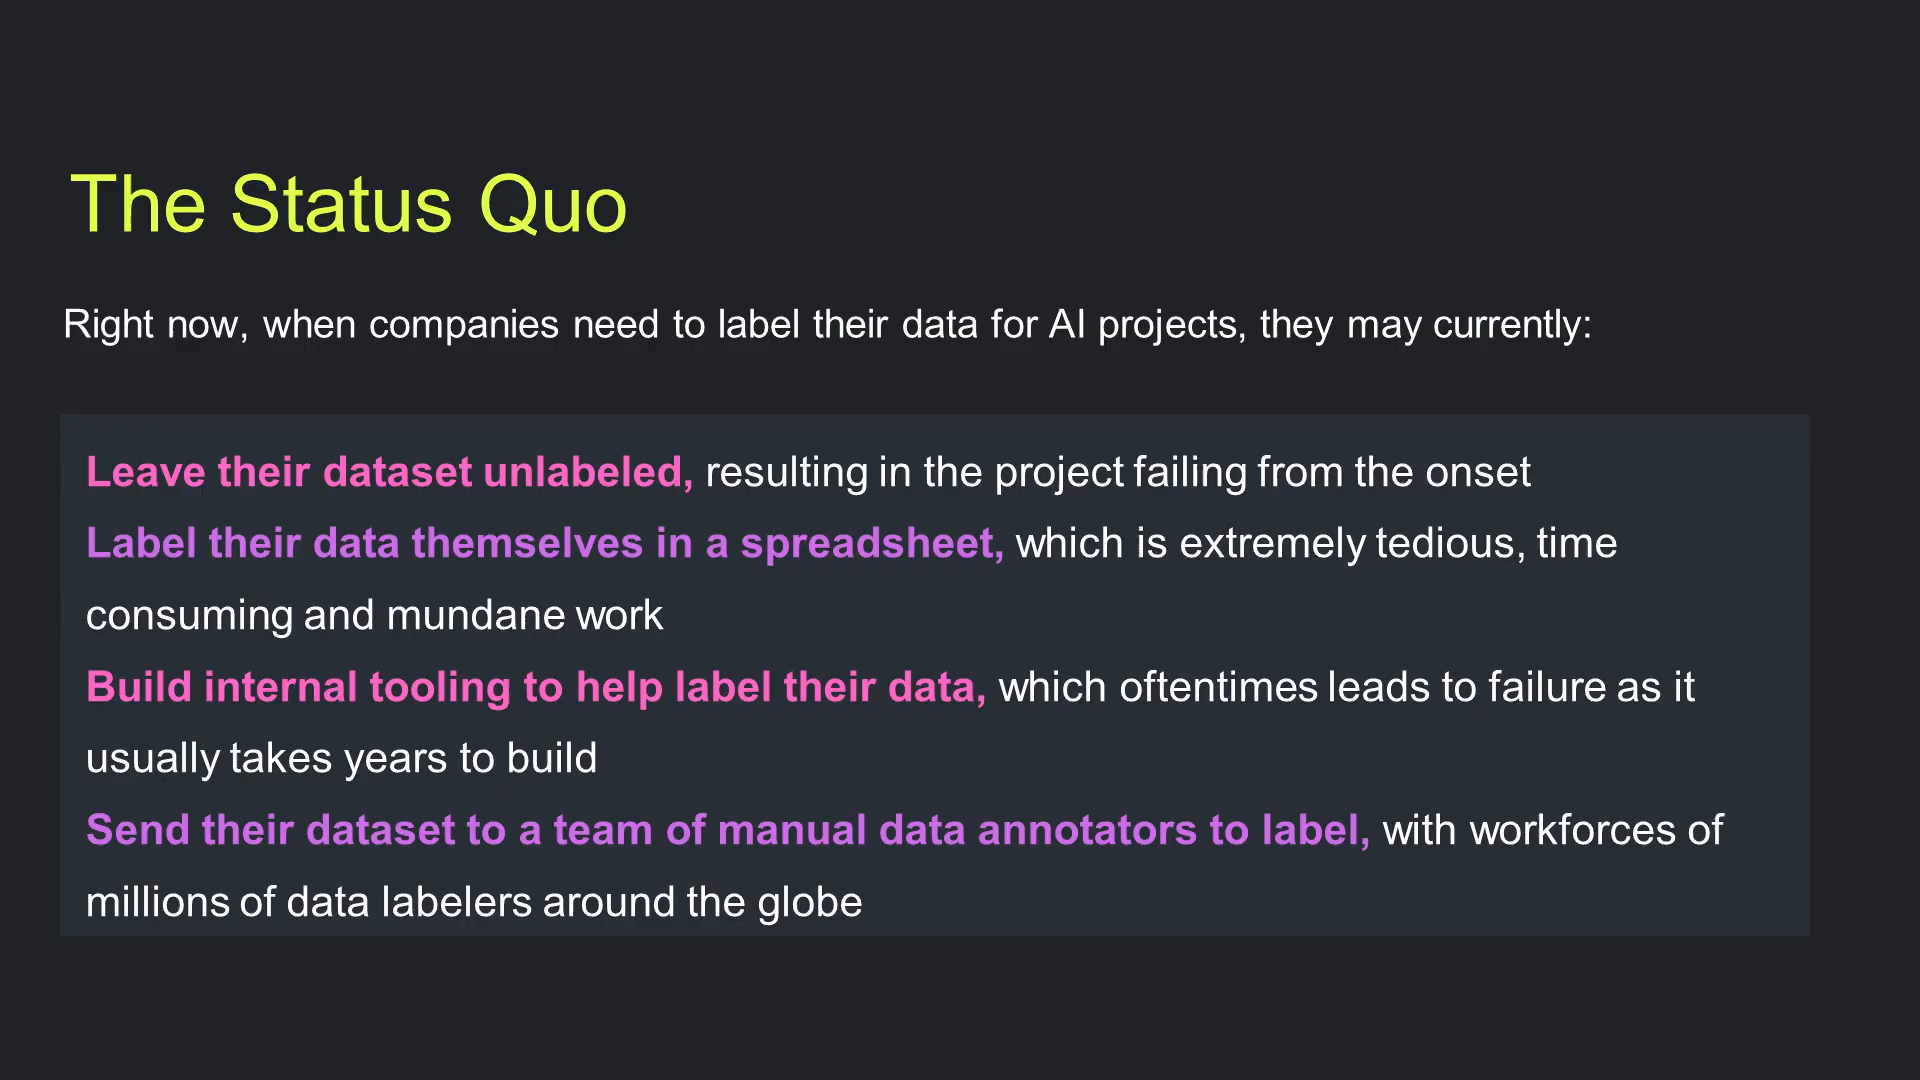 The Status Quo
Right now, when companies need to label their data for AI projects, they may currently:
Leave their dataset unlabeled, resulting in the project failing from the onset
Label their data themselves in a spreadsheet, which is extremely tedious, time
consuming and mundane work
Build internal tooling to help label their data, which oftentimes leads to failure as it
usually takes years to build
Send their dataset to a team of manual data annotators to label, with workforces of
millions of data labelers around the globe